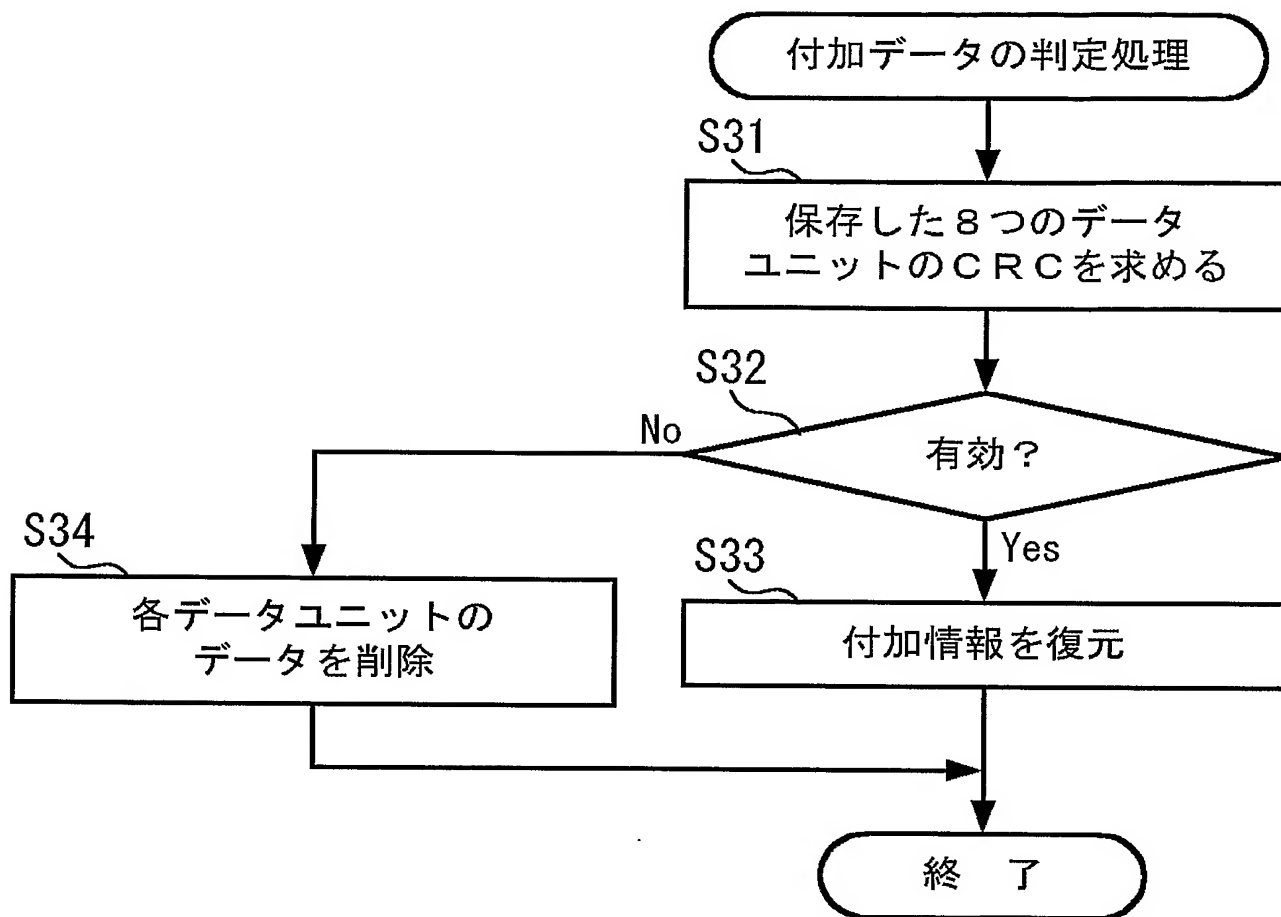 付加データの判定処理
S31
保存した８つのデータ
ユニットのＣＲＣを求める
S32
有効？
No
Yes
S34
各データユニットの
データを削除
S33
付加情報を復元
終　了